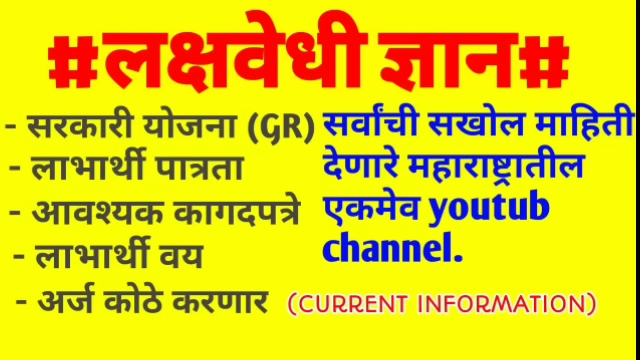 #लक्षवेधी ज्ञान#
- सरकारी योजना (GR)
- लाभार्थी पात्रता
- आवश्यक कागदपत्रे
- लाभार्थी वय
- अर्ज कोठे करणार
सर्वांची सखोल माहिती
देणारे महाराष्ट्रातील
एकमेव youtub
channel.
(CURRENT INFORMATION)